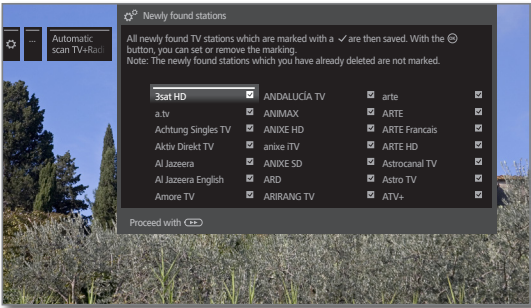 Newly found stations
...
Automatic
scan TV+Radi
All new found TV stations which are marked with a ✓ are then saved. With the OK
button, you can set or remove the marking.
Note: The newly found stations which you have already deleted are not marked.
3sat HD ANDALUCÍA TV arte
a.tv ANIMAX ARTE
Achtung Singles TV ANIXE HD ARTE Francais
Aktiv Direkt TV anixe iTV ARTE HD
Al Jazeera ANIXE SD Astrocanal TV
Al Jazeera English ARD Astro TV
Amore TV ARIRANG TV ATV+
Proceed with